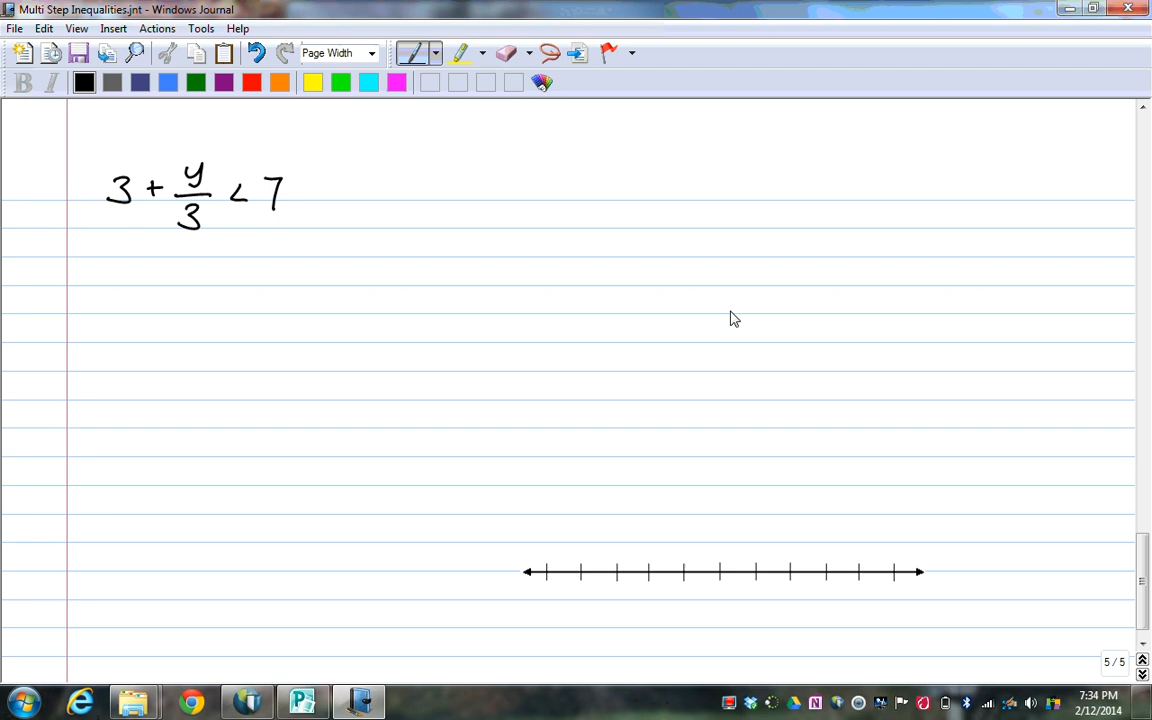 Multi Step Inequalities.jnt - Windows Journal
File Edit View Insert Actions Tools Help
Page Width
B I
3 + y/3 < 7
5 / 5
7:34 PM
2/12/2014